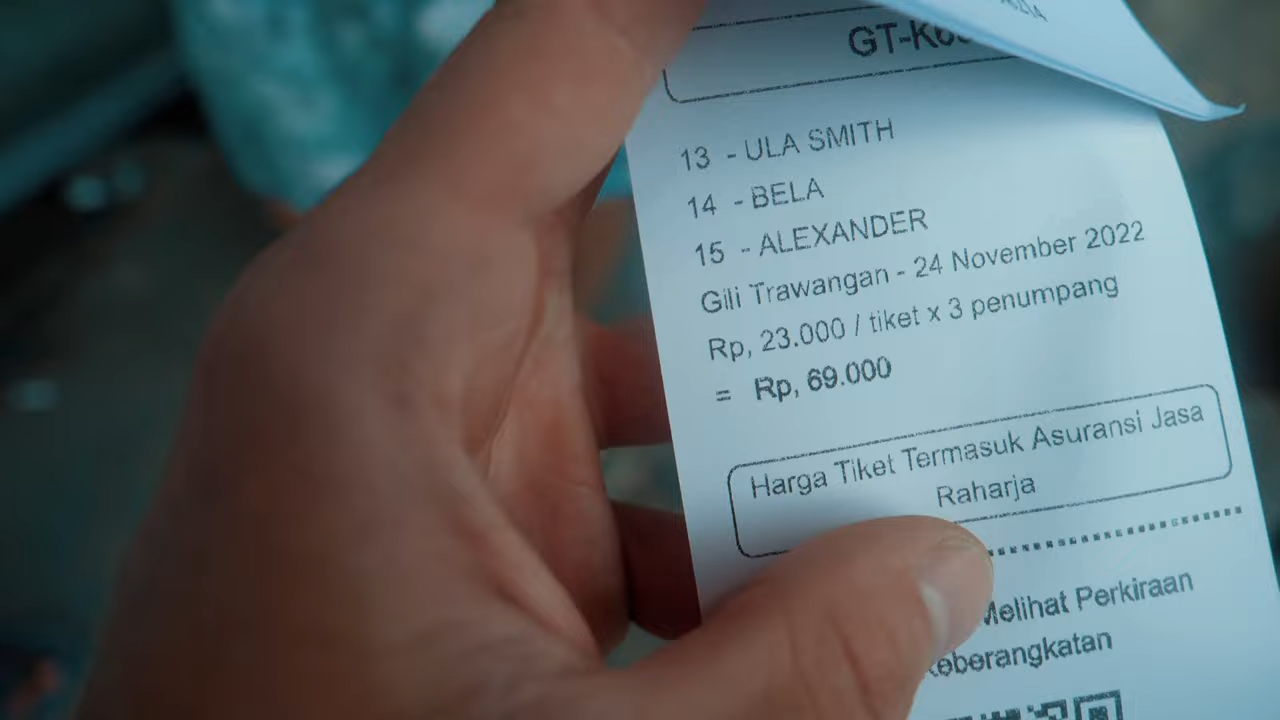 13 - ULA SMITH
14 - BELA
15 - ALEXANDER
Gili Trawangan - 24 November 2022
Rp, 23.000 / tiket x 3 penumpang
= Rp, 69.000
Harga Tiket Termasuk Asuransi Jasa
Raharja
Melihat Perkiraan